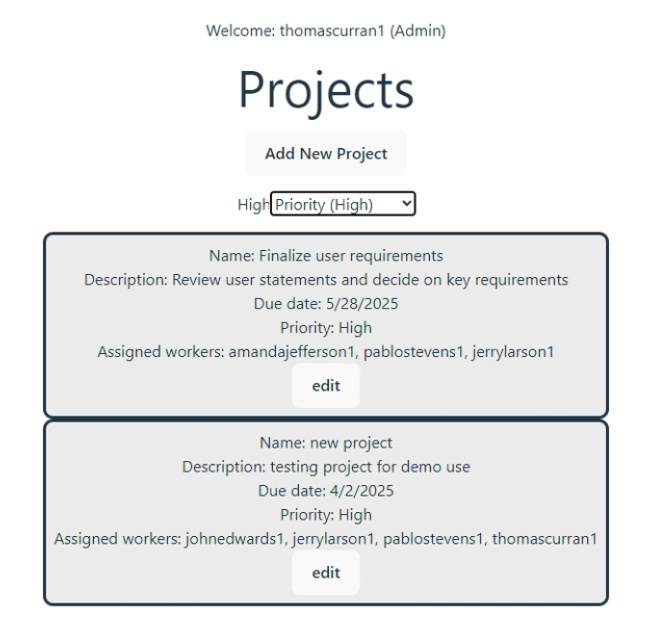 Welcome: thomascurran1 (Admin)
Projects
Add New Project
High Priority (High)
Name: Finalize user requirements
Description: Review user statements and decide on key requirements
Due date: 5/28/2025
Priority: High
Assigned workers: amandajefferson1, pablostevens1, jerrylarson1
edit
Name: new project
Description: testing project for demo use
Due date: 4/2/2025
Priority: High
Assigned workers: johnedwards1, jerrylarson1, pablostevens1, thomascurran1
edit